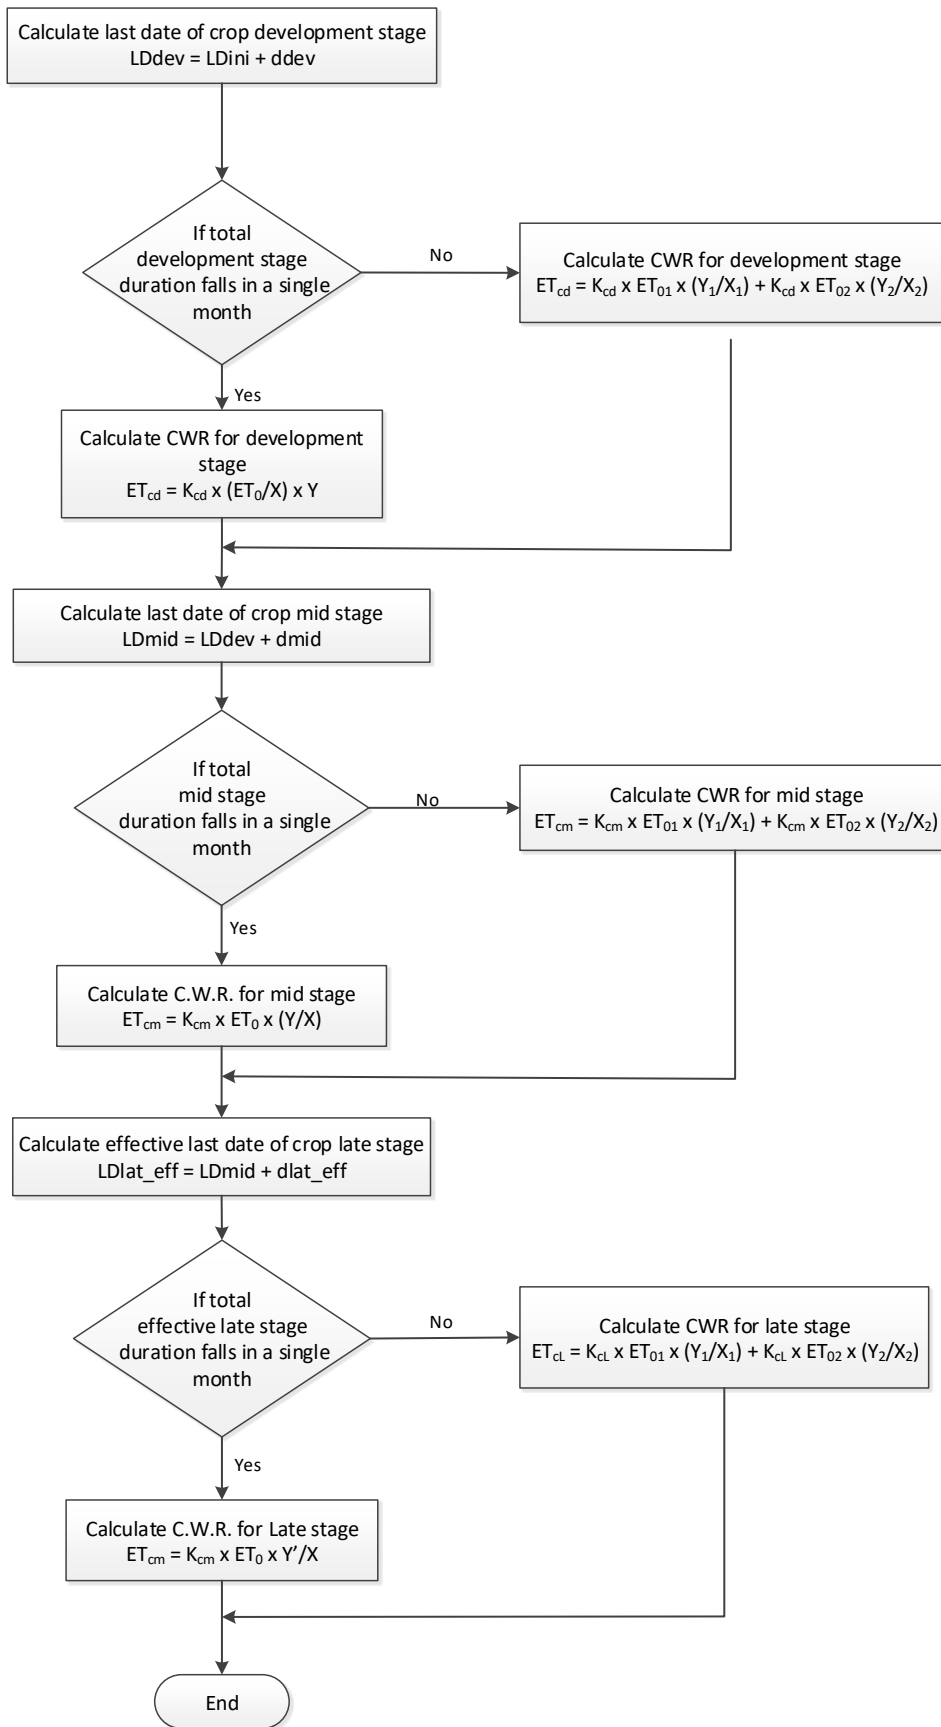 Calculate last date of crop development stage
LDdev = LDini + ddev
If total
development stage
duration falls in a single
month
No
Calculate CWR for development stage
ETcd = Kcd x ET01 x (Y1/X1) + Kcd x ET02 x (Y2/X2)
Yes
Calculate CWR for development
stage
ETcd = Kcd x (ET0/X) x Y
Calculate last date of crop mid stage
LDmid = LDdev + dmid
If total
mid stage
duration falls in a single
month
No
Calculate CWR for mid stage
ETcm = Kcm x ET01 x (Y1/X1) + Kcm x ET02 x (Y2/X2)
Yes
Calculate C.W.R. for mid stage
ETcm = Kcm x ET0 x (Y/X)
Calculate effective last date of crop late stage
LDlat_eff = LDmid + dlat_eff
If total
effective late stage
duration falls in a single
month
No
Calculate CWR for late stage
ETcL = KcL x ET01 x (Y1/X1) + KcL x ET02 x (Y2/X2)
Yes
Calculate C.W.R. for Late stage
ETcm = Kcm x ET0 x Y’/X
End